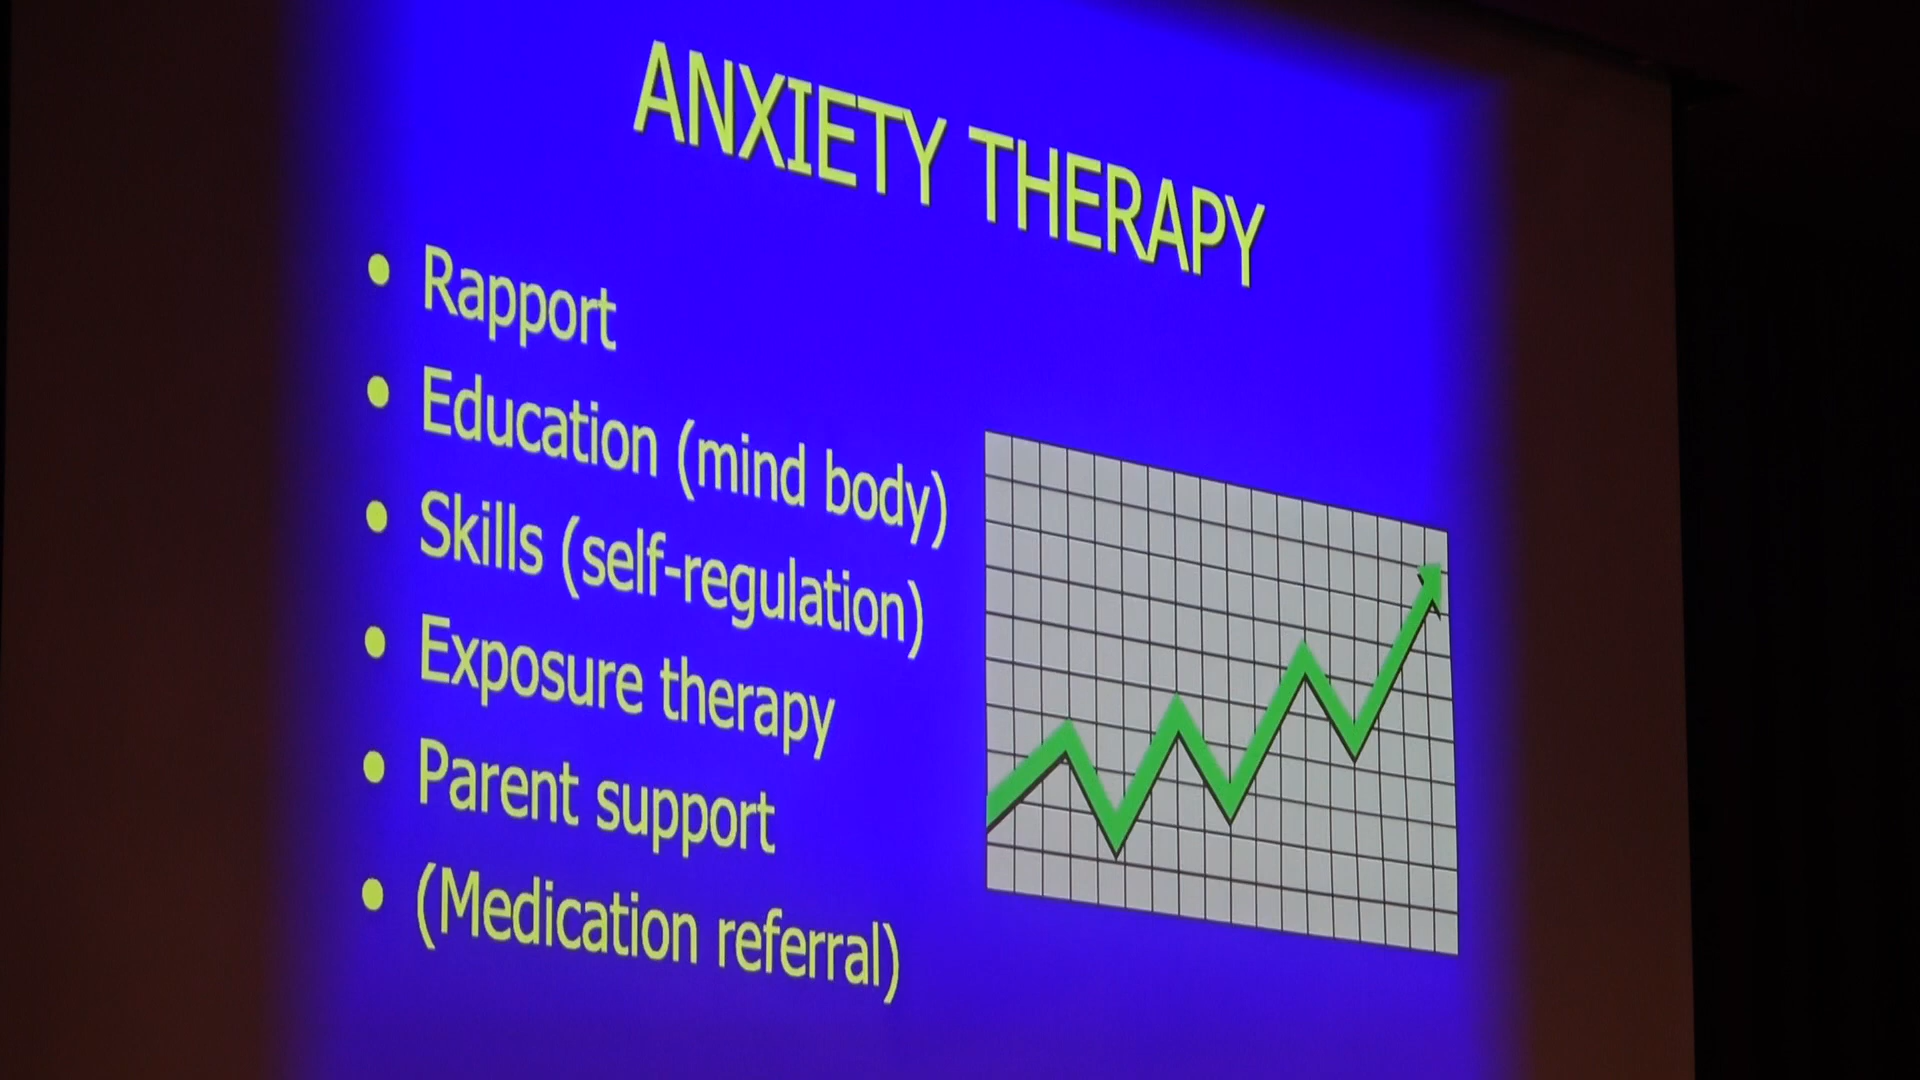 ANXIETY THERAPY
• Rapport
• Education (mind body)
• Skills (self-regulation)
• Exposure therapy
• Parent support
• (Medication referral)